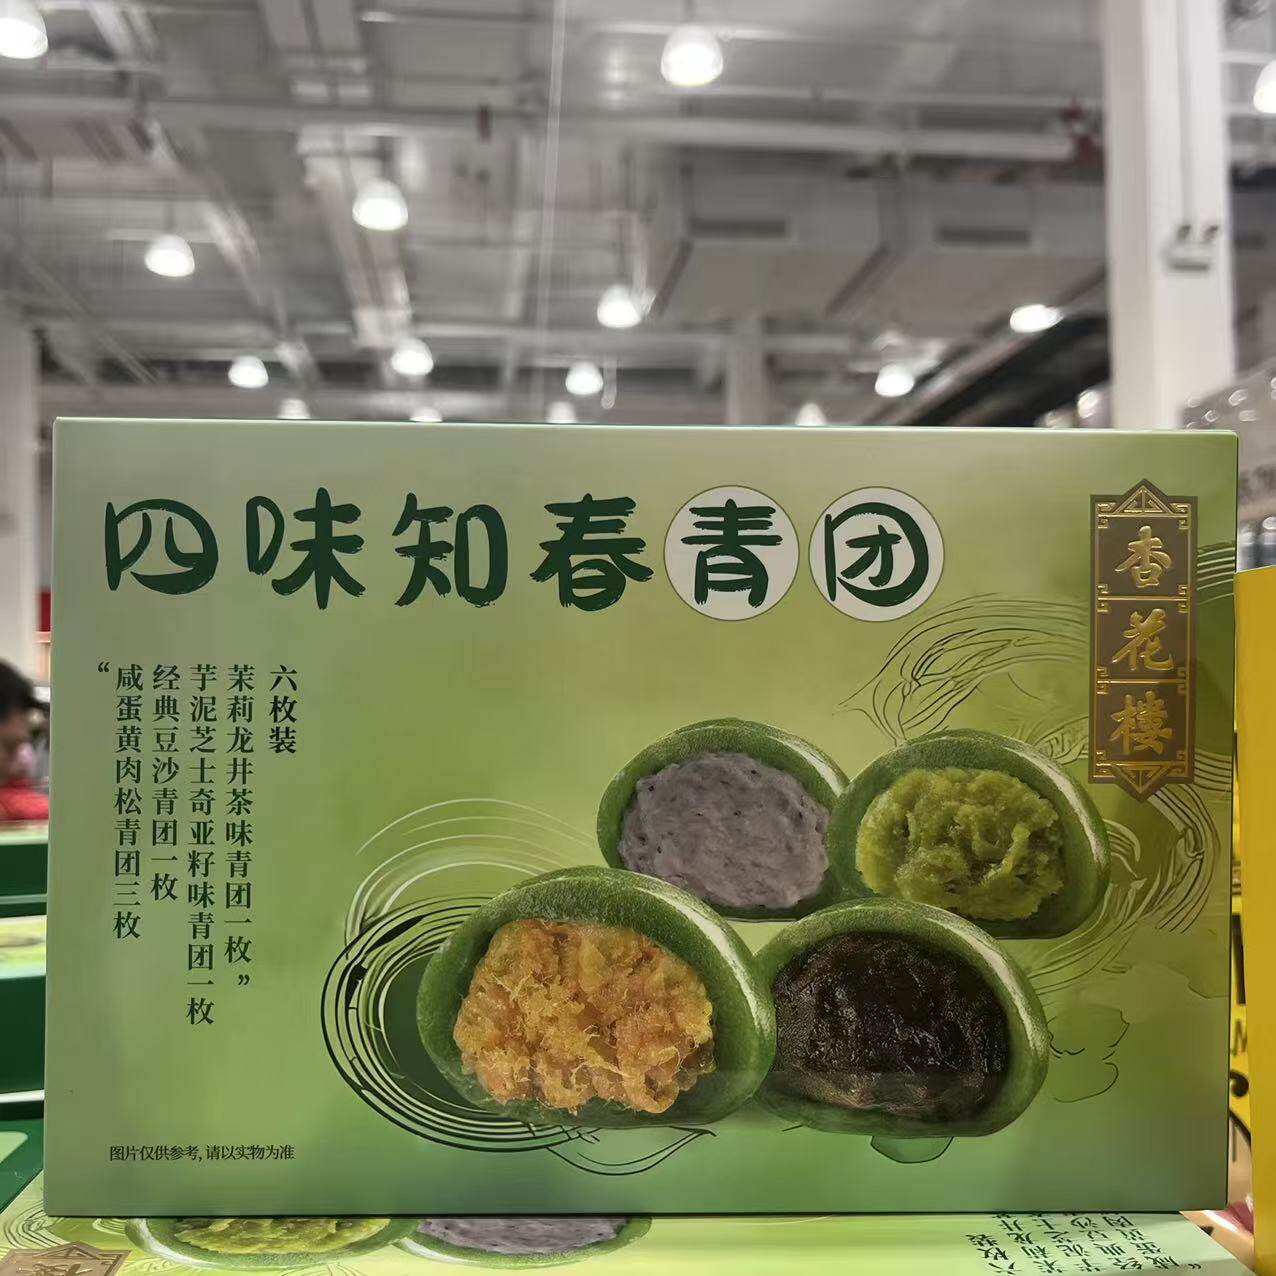 四味知春青团
杏花楼
“咸蛋黄肉松青团三枚
经典豆沙青团一枚
芋泥芝士奇亚籽味青团一枚
茉莉龙井茶味青团一枚”
六枚装
图片仅供参考,请以实物为准